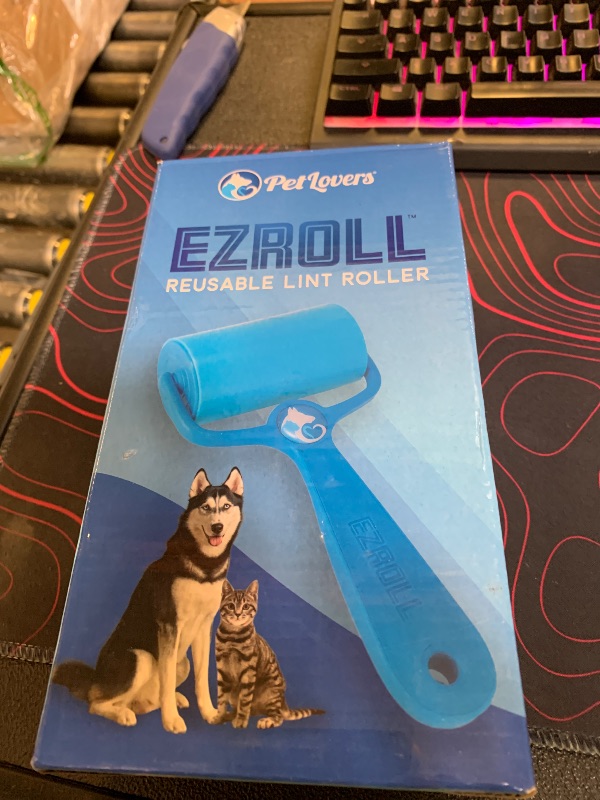 Pet Lovers
EZROLL™
REUSABLE LINT ROLLER
EZROLL